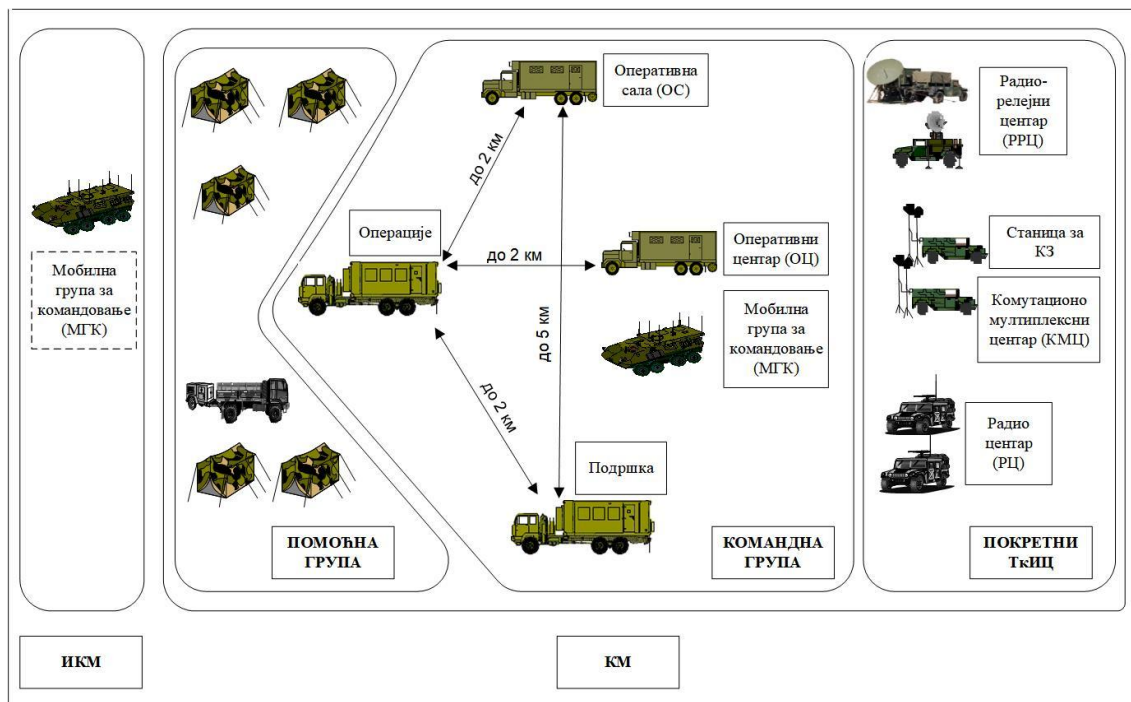 Мобилна
група за
командовање
(МГК)
ИКМ
ПОМОЋНА
ГРУПА
Оперативна
сала (ОС)
до 2 км
Операције
до 2 км
Оперативни
центар (ОЦ)
до 5 км
Мобилна
група за
командовање
(МГК)
до 2 км
Подршка
КОМАНДНА
ГРУПА
Радио-
релејни
центар
(РРЦ)
Станица за
КЗ
Комутационо
мултиплексни
центар (КМЦ)
Радио
центар
(РЦ)
ПОКРЕТНИ
ТкИЦ
КМ